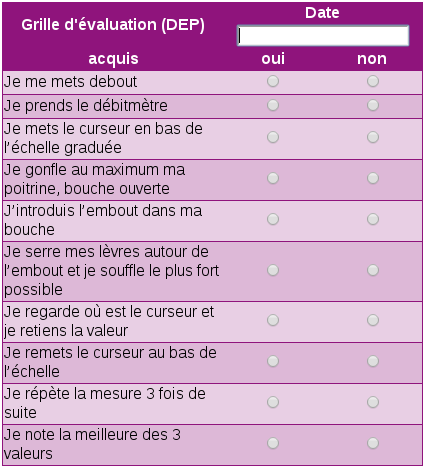 Grille d'évaluation (DEP)
Date
acquis
oui
non
Je me mets debout
Je prends le débitmètre
Je mets le curseur en bas de
l’échelle graduée
Je gonfle au maximum ma
poitrine, bouche ouverte
J’introduis l’embout dans ma
bouche
Je serre mes lèvres autour de
l’embout et je souffle le plus fort
possible
Je regarde où est le curseur et
je retiens la valeur
Je remets le curseur au bas de
l’échelle
Je répète la mesure 3 fois de
suite
Je note la meilleure des 3
valeurs